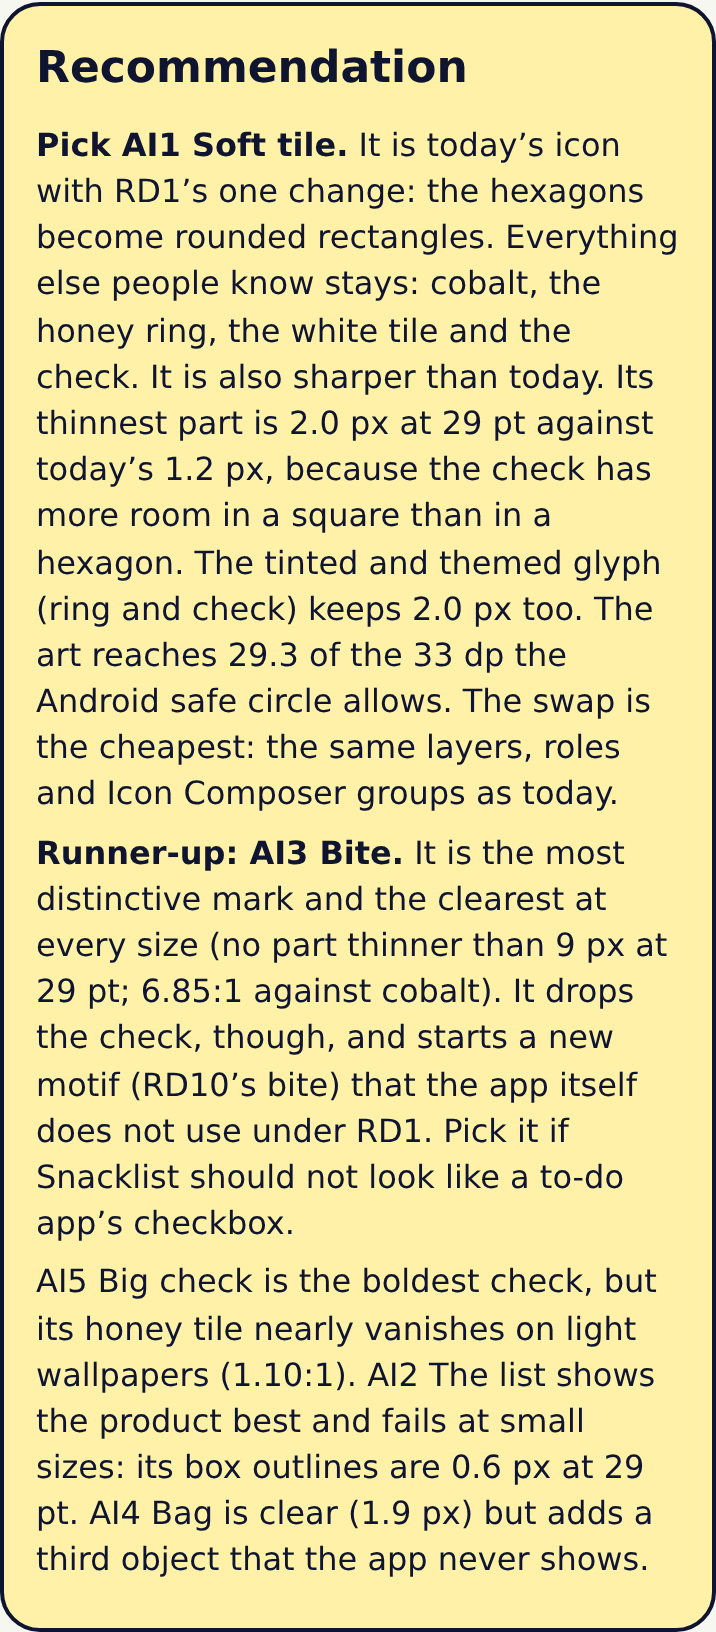 Recommendation
Pick AI1 Soft tile. It is today’s icon
with RD1’s one change: the hexagons
become rounded rectangles. Everything
else people know stays: cobalt, the
honey ring, the white tile and the
check. It is also sharper than today. Its
thinnest part is 2.0 px at 29 pt against
today’s 1.2 px, because the check has
more room in a square than in a
hexagon. The tinted and themed glyph
(ring and check) keeps 2.0 px too. The
art reaches 29.3 of the 33 dp the
Android safe circle allows. The swap is
the cheapest: the same layers, roles
and Icon Composer groups as today.
Runner-up: AI3 Bite. It is the most
distinctive mark and the clearest at
every size (no part thinner than 9 px at
29 pt; 6.85:1 against cobalt). It drops
the check, though, and starts a new
motif (RD10’s bite) that the app itself
does not use under RD1. Pick it if
Snacklist should not look like a to-do
app’s checkbox.
AI5 Big check is the boldest check, but
its honey tile nearly vanishes on light
wallpapers (1.10:1). AI2 The list shows
the product best and fails at small
sizes: its box outlines are 0.6 px at 29
pt. AI4 Bag is clear (1.9 px) but adds a
third object that the app never shows.